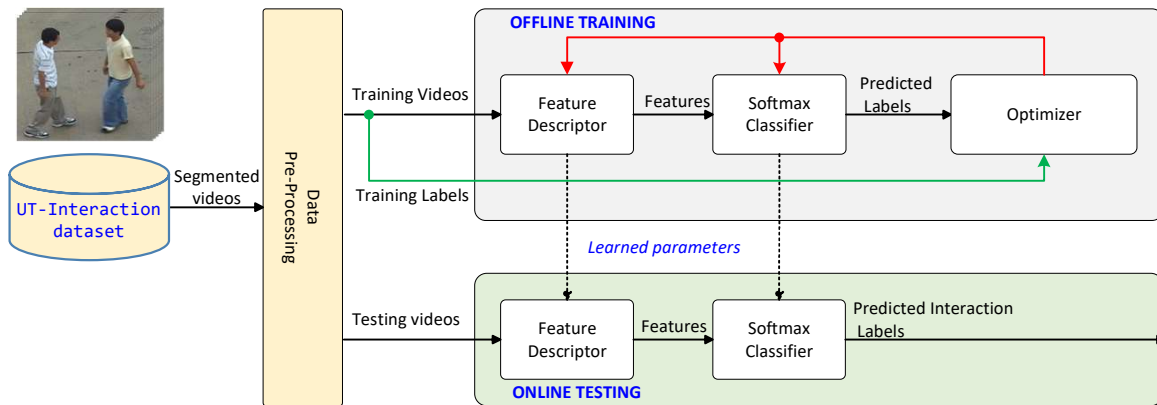 OFFLINE TRAINING
Training Videos
Feature
Descriptor
Features
Softmax
Classifier
Predicted
Labels
Optimizer
Training Labels
Segmented
videos
UT-Interaction
dataset
Data
Pre-Processing
Learned parameters
Testing videos
Feature
Descriptor
Features
Softmax
Classifier
Predicted Interaction
Labels
ONLINE TESTING